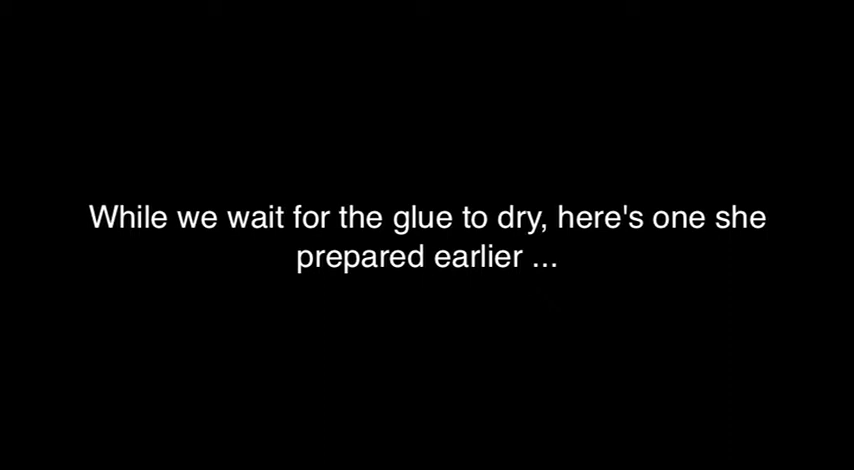 While we wait for the glue to dry, here's one she
prepared earlier ...